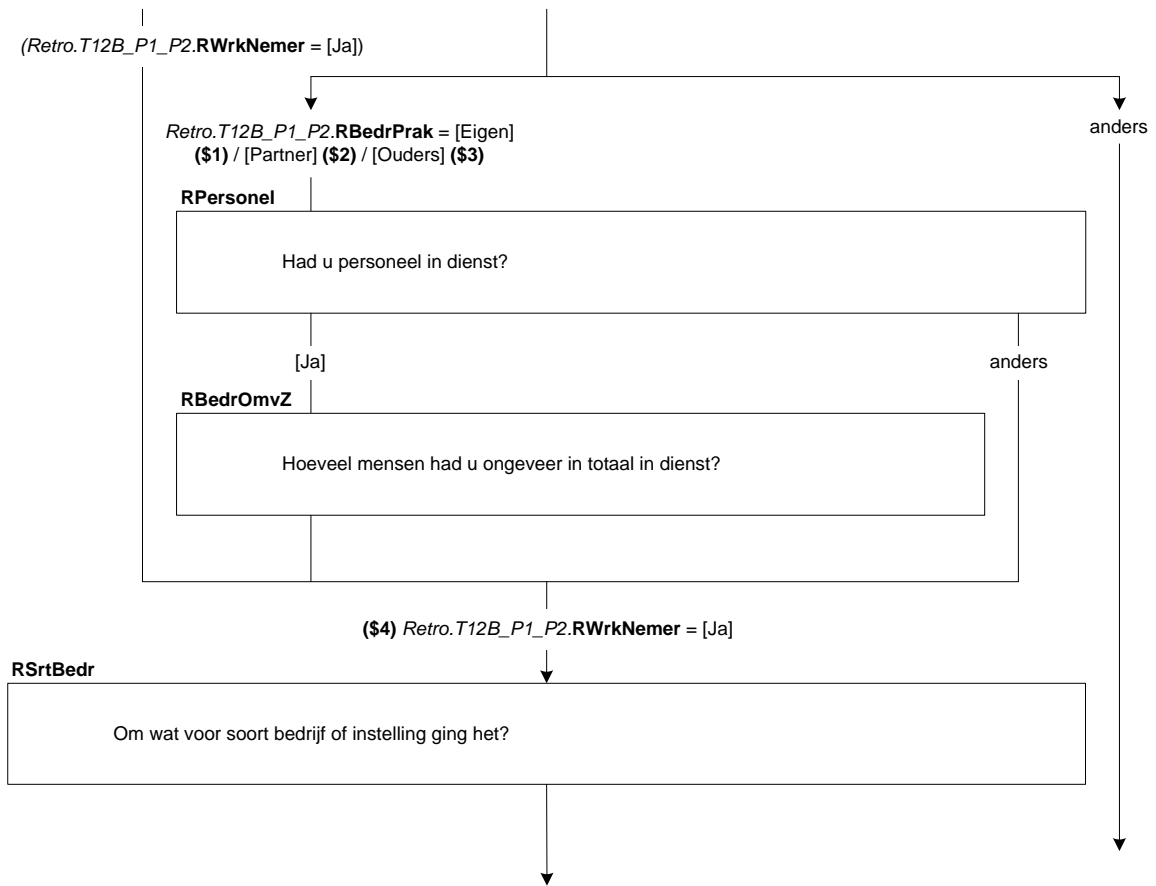 (Retro.T12B_P1_P2.RWrkNemer = [Ja])
Retro.T12B_P1_P2.RBedrPrak = [Eigen]
($1) / [Partner] ($2) / [Ouders] ($3)
anders
RPersonel
Had u personeel in dienst?
[Ja]
anders
RBedrOmvZ
Hoeveel mensen had u ongeveer in totaal in dienst?
($4) Retro.T12B_P1_P2.RWrkNemer = [Ja]
RSrtBedr
Om wat voor soort bedrijf of instelling ging het?